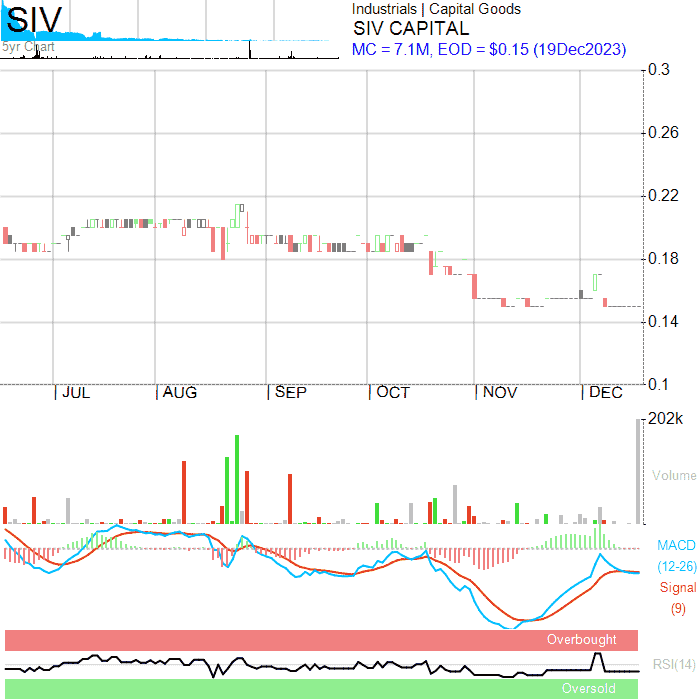 SIV
5yr Chart
Industrials | Capital Goods
SIV CAPITAL
MC = 7.1M, EOD = $0.15 (19Dec2023)
0.3
0.26
0.22
0.18
0.14
0.1
JUL AUG SEP OCT NOV DEC
202k
Volume
MACD
(12-26)
Signal
(9)
Overbought
RSI(14)
Oversold